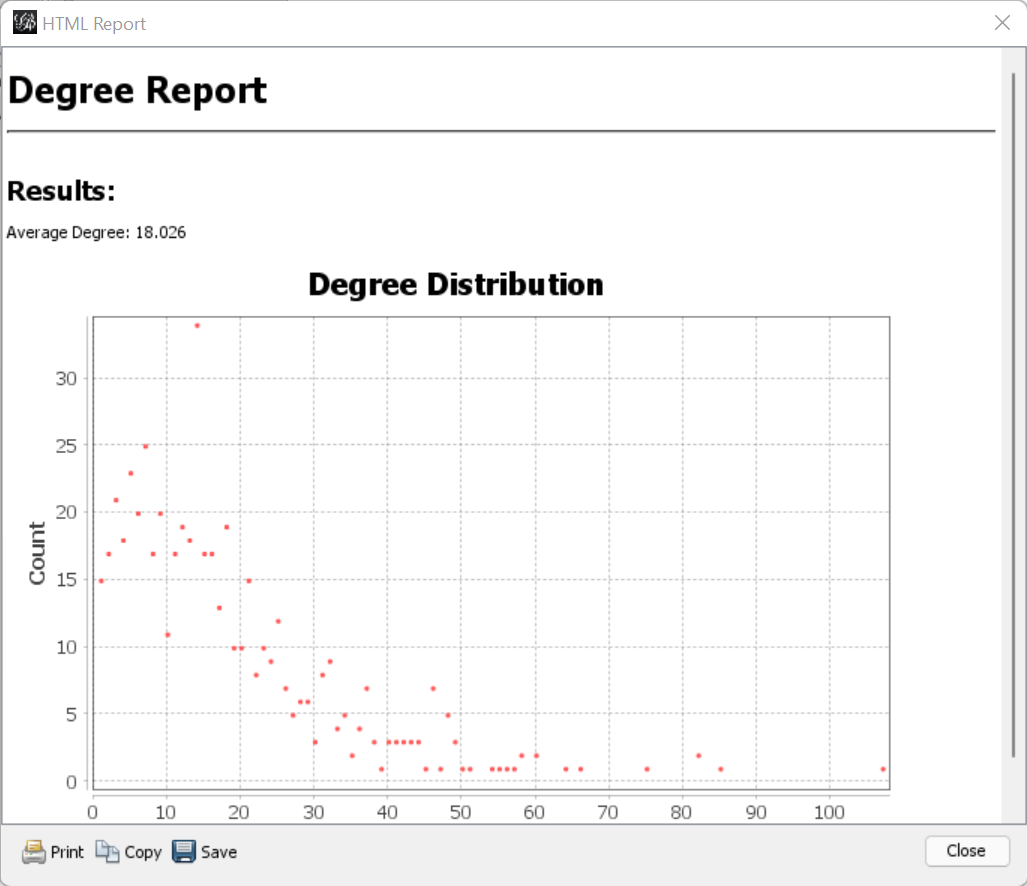 HTML Report
Degree Report
Results:
Average Degree: 18.026
Degree Distribution
30
25
20
15
10
5
0
Count
0 10 20 30 40 50 60 70 80 90 100
Print Copy Save Close